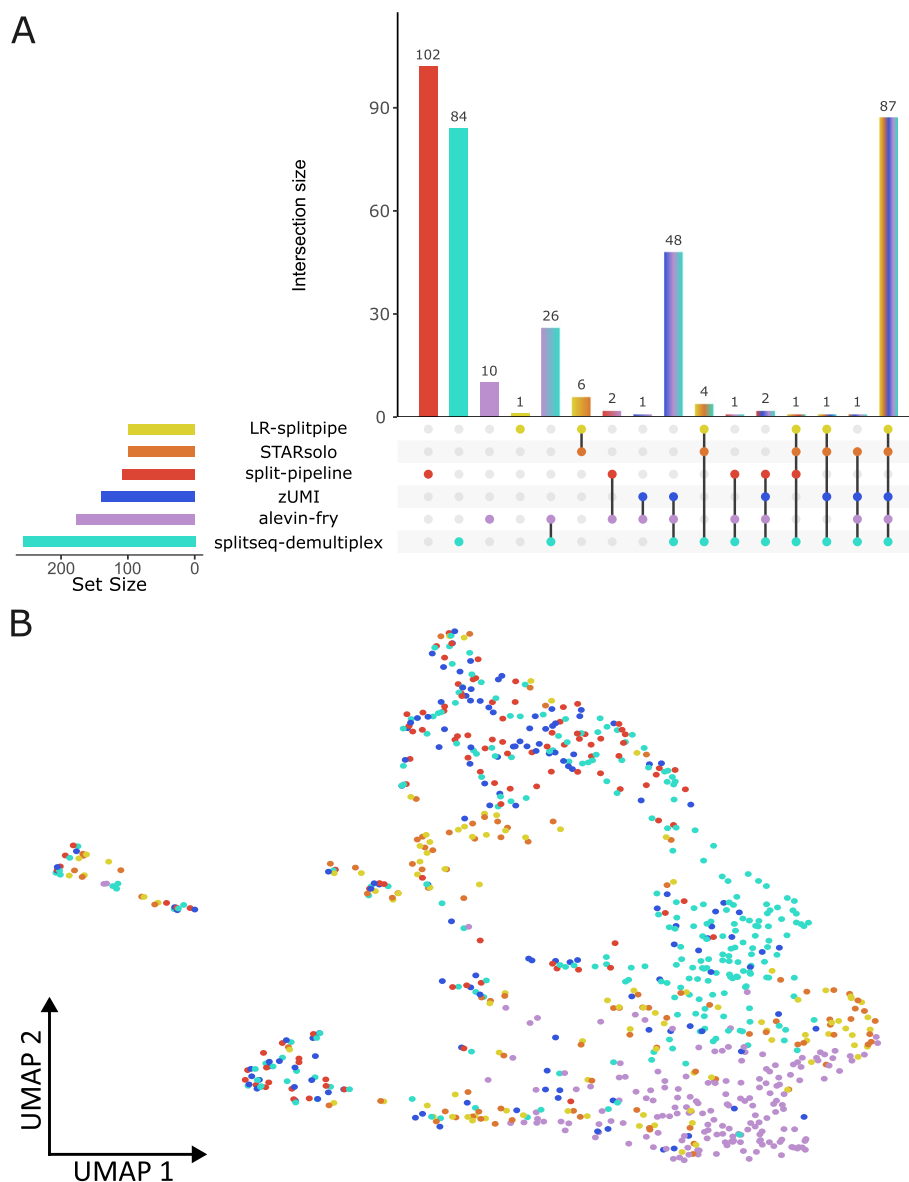 A
102
84
10
1
26
6
2
1
48
4
1
2
1
1
1
87
90
60
30
0
Intersection size
LR-splitpipe
STARsolo
split-pipeline
zUMI
alevin-fry
splitseq-demultiplex
200
100
0
Set Size
B
UMAP 2
UMAP 1